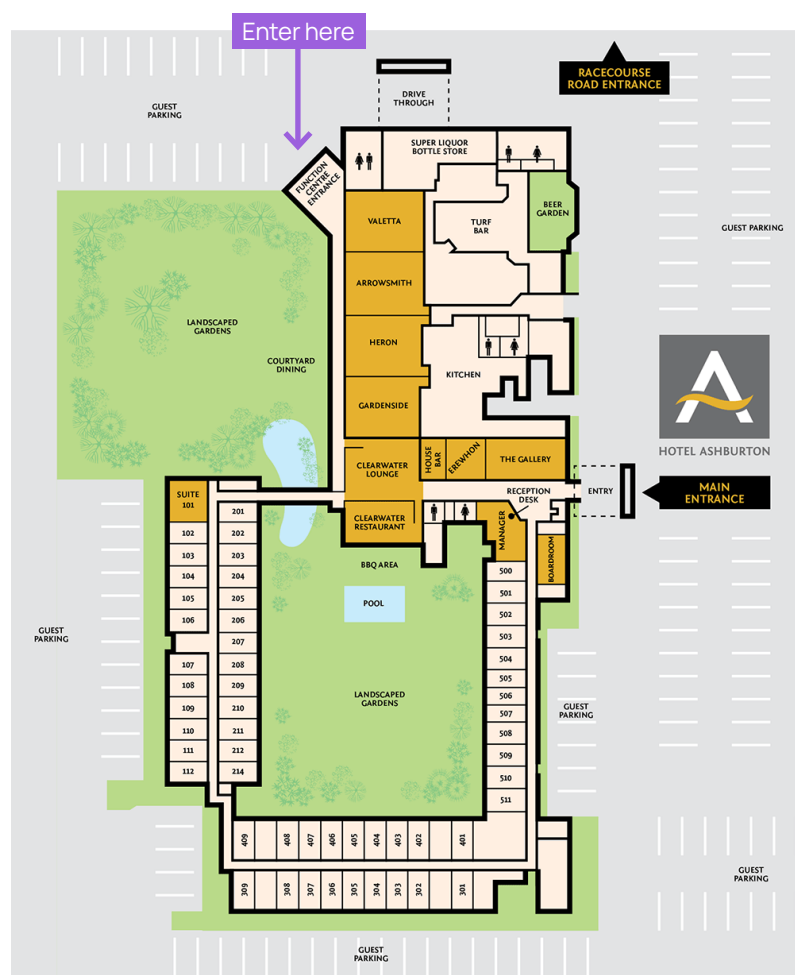 Enter here
RACECOURSE
ROAD ENTRANCE
DRIVE
THROUGH
GUEST
PARKING
SUPER LIQUOR
BOTTLE STORE
FUNCTION
CENTRE
ENTRANCE
VALETTA
TURF
BAR
BEER
GARDEN
GUEST PARKING
ARROWSMITH
LANDSCAPED
GARDENS
HERON
COURTYARD
DINING
KITCHEN
A
GARDENSIDE
HOTEL ASHBURTON
CLEARWATER
LOUNGE
HOUSE
BAR
EREWHON
THE GALLERY
MAIN
ENTRANCE
ENTRY
RECEPTION
DESK
SUITE
101
201
CLEARWATER
RESTAURANT
MANAGER
BOARDROOM
102
202
103
203
BBQ AREA
104
204
500
105
205
POOL
501
106
206
502
GUEST
PARKING
207
503
107
208
504
108
209
505
LANDSCAPED
GARDENS
506
109
210
507
GUEST
PARKING
110
211
508
111
212
509
112
214
510
511
409
408
407
406
405
404
403
402
401
309
308
307
306
305
304
303
302
301
GUEST
PARKING
GUEST
PARKING